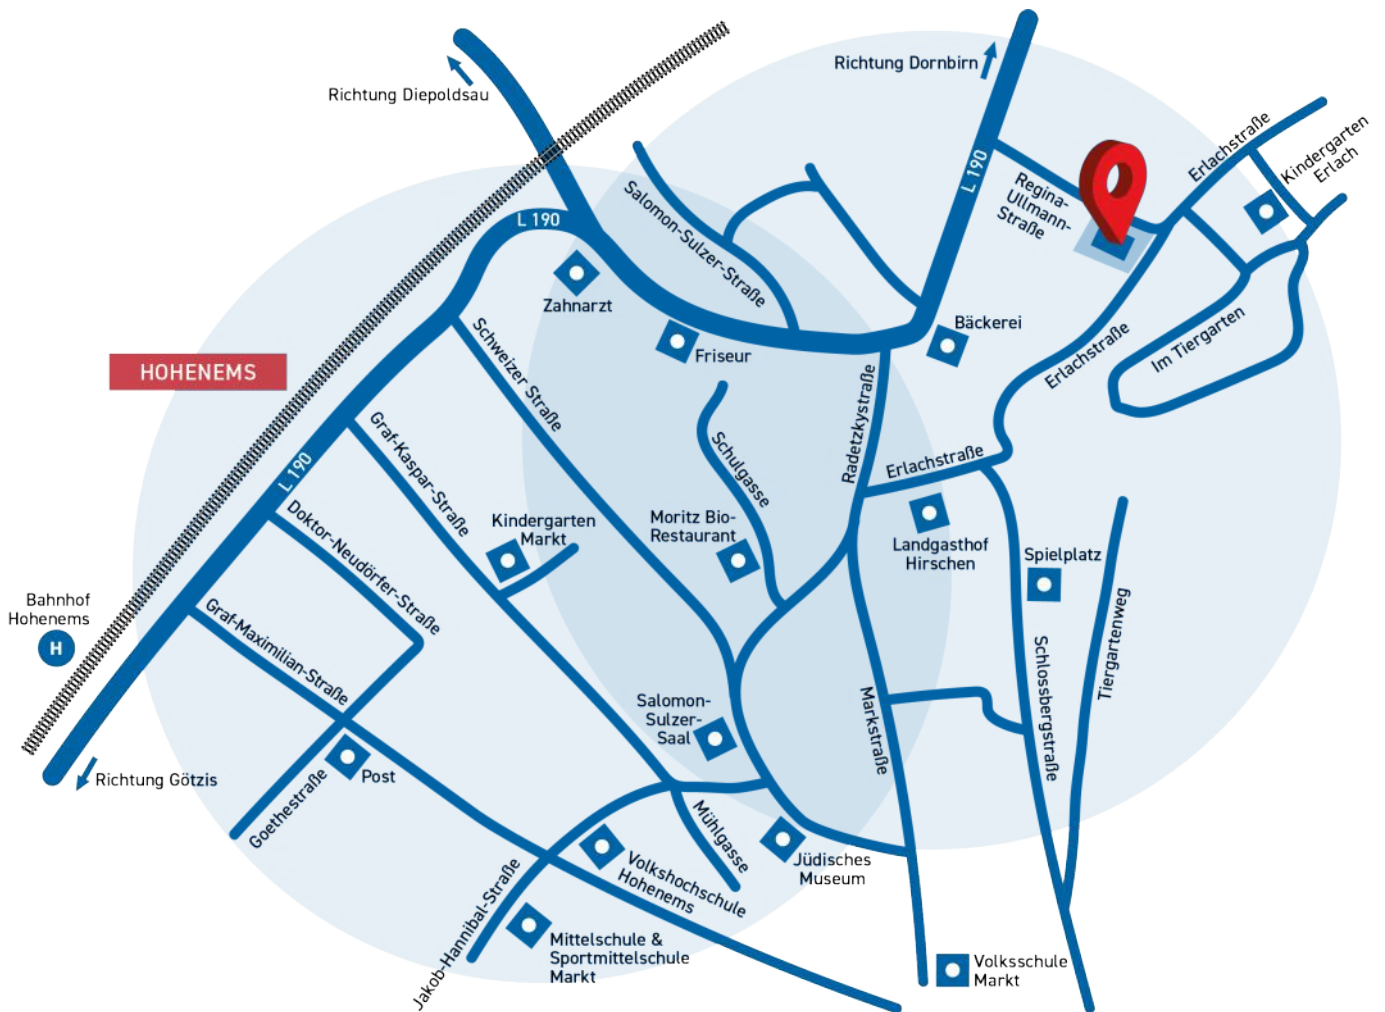 Richtung Diepoldsau
Richtung Dornbirn
L 190
Erlachstraße
Kindergarten
Erlach
Regina-
Ullmann-
Straße
Salomon-Sulzer-Straße
L 190
Zahnarzt
Friseur
Bäckerei
Erlachstraße
Im Tiergarten
HOHENEMS
Schweizer Straße
Radetzkystraße
Graf-Kaspar-Straße
Schulgasse
Erlachstraße
L 190
Doktor-Neudörfer-Straße
Kindergarten
Markt
Moritz Bio-
Restaurant
Landgasthof
Hirschen
Spielplatz
Bahnhof
Hohenems
H
Graf-Maximilian-Straße
Tiergartenweg
Schlossbergstraße
Markstraße
Salomon-
Sulzer-
Saal
Richtung Götzis
Post
Goethestraße
Mühlgasse
Jüdisches
Museum
Volkshochschule
Hohenems
Jakob-Hannibal-Straße
Mittelschule &
Sportmittelschule
Markt
Volksschule
Markt